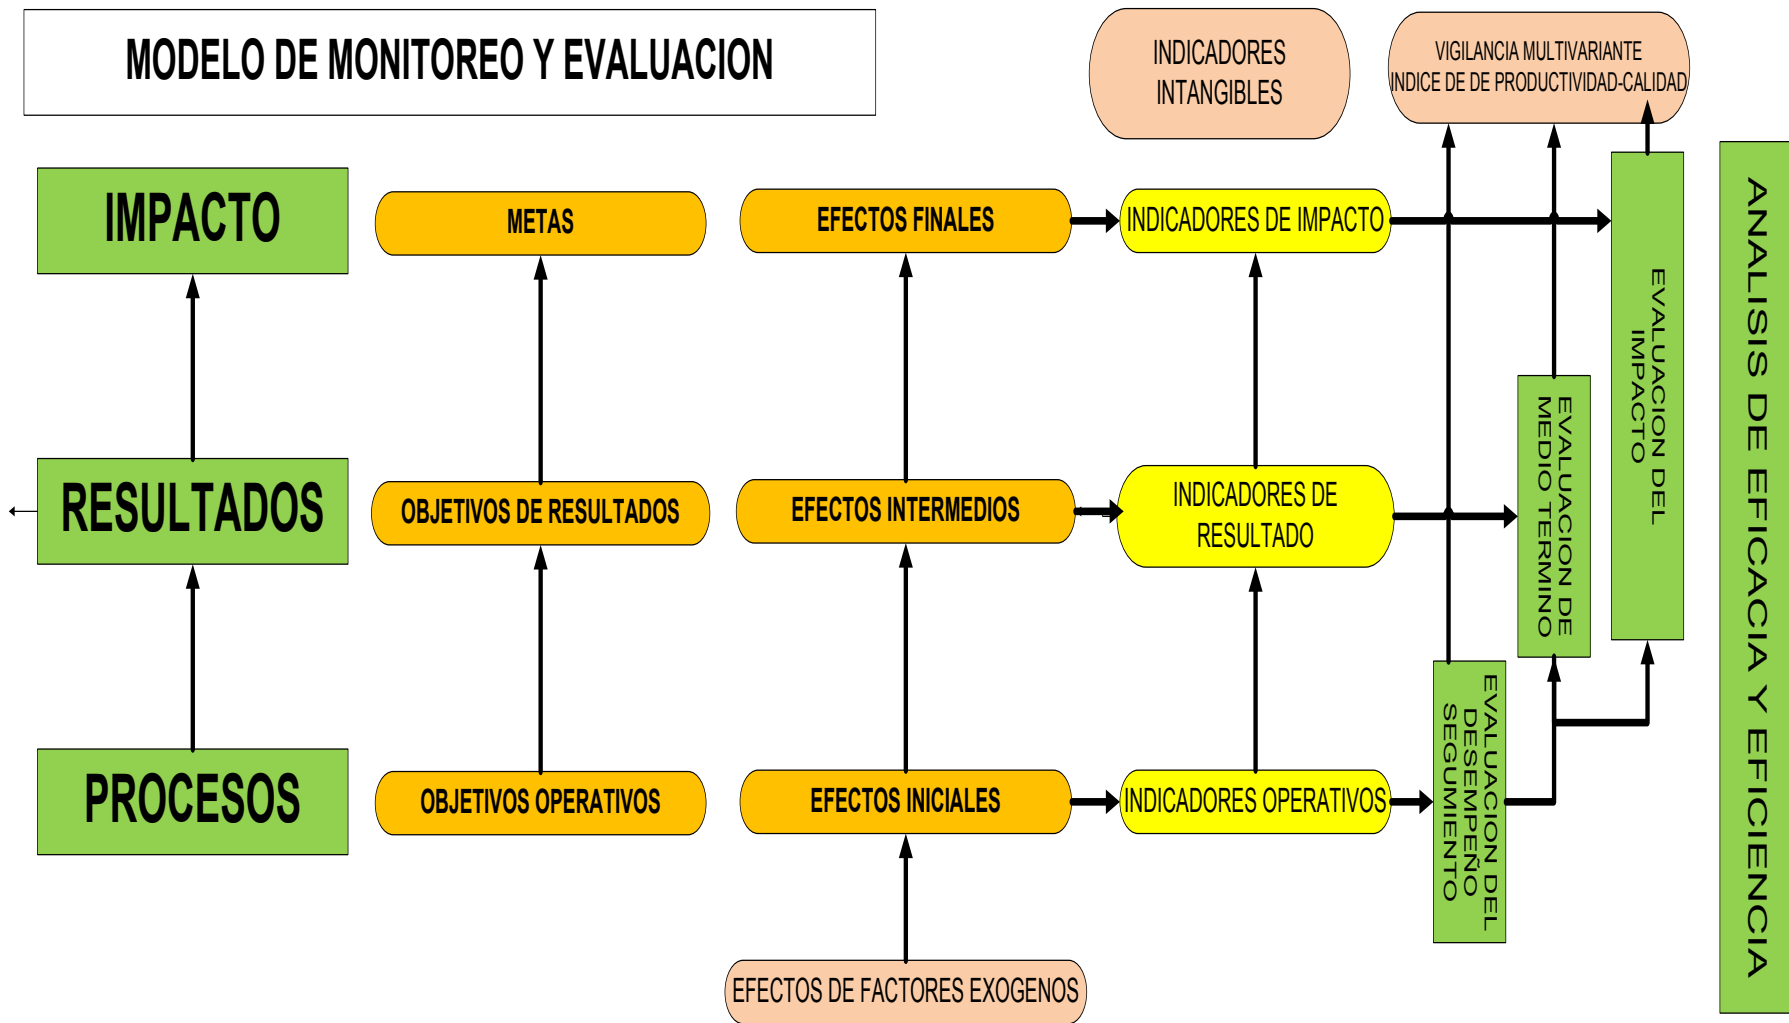 MODELO DE MONITOREO Y EVALUACION
INDICADORES
INTANGIBLES
VIGILANCIA MULTIVARIANTE
INDICE DE DE PRODUCTIVIDAD-CALIDAD
IMPACTO
METAS
EFECTOS FINALES
INDICADORES DE IMPACTO
EVALUACION DEL
IMPACTO
RESULTADOS
OBJETIVOS DE RESULTADOS
EFECTOS INTERMEDIOS
INDICADORES DE
RESULTADO
EVALUACION DE
MEDIO TERMINO
PROCESOS
OBJETIVOS OPERATIVOS
EFECTOS INICIALES
INDICADORES OPERATIVOS
EVALUACION DEL
DESEMPEÑO
SEGUMIENTO
EFECTOS DE FACTORES EXOGENOS
ANALISIS DE EFICACIA Y EFICIENCIA